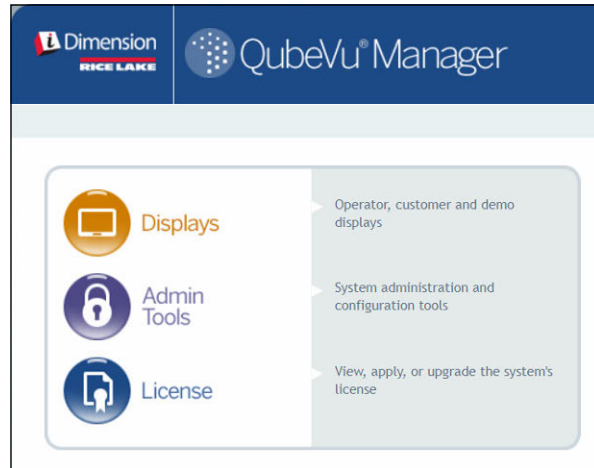 iDimension
RICE LAKE
QubeVu® Manager
Displays
Operator, customer and demo
displays
Admin
Tools
System administration and
configuration tools
License
View, apply, or upgrade the system's
license